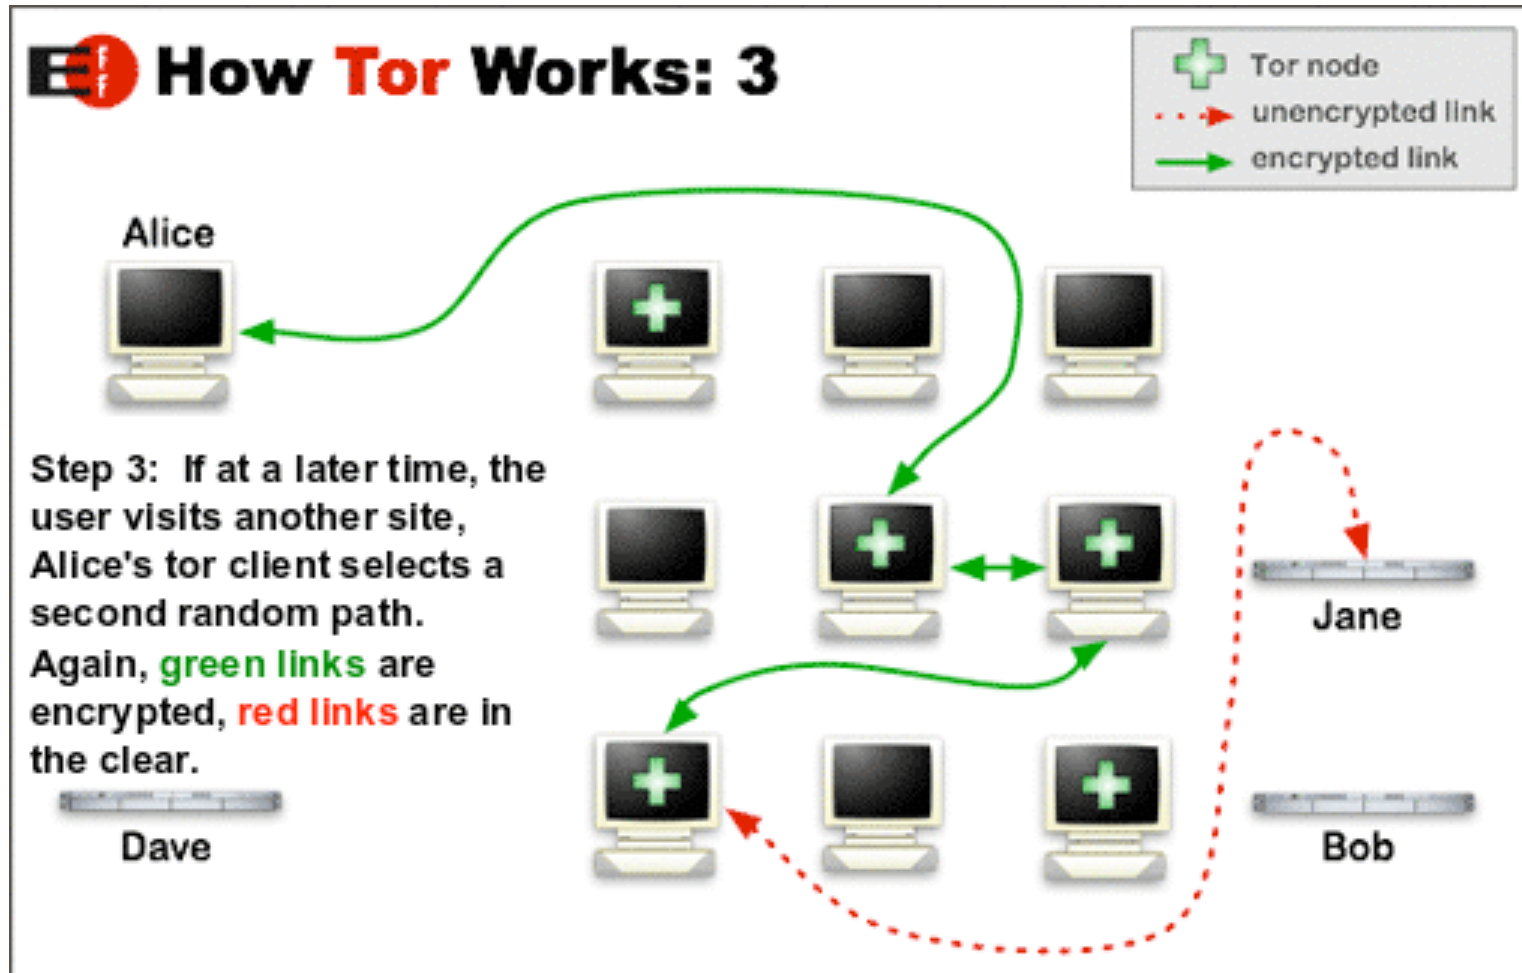 EFF How Tor Works: 3
Tor node
unencrypted link
encrypted link
Alice
Step 3: If at a later time, the
user visits another site,
Alice's tor client selects a
second random path.
Again, green links are
encrypted, red links are in
the clear.
Jane
Dave
Bob